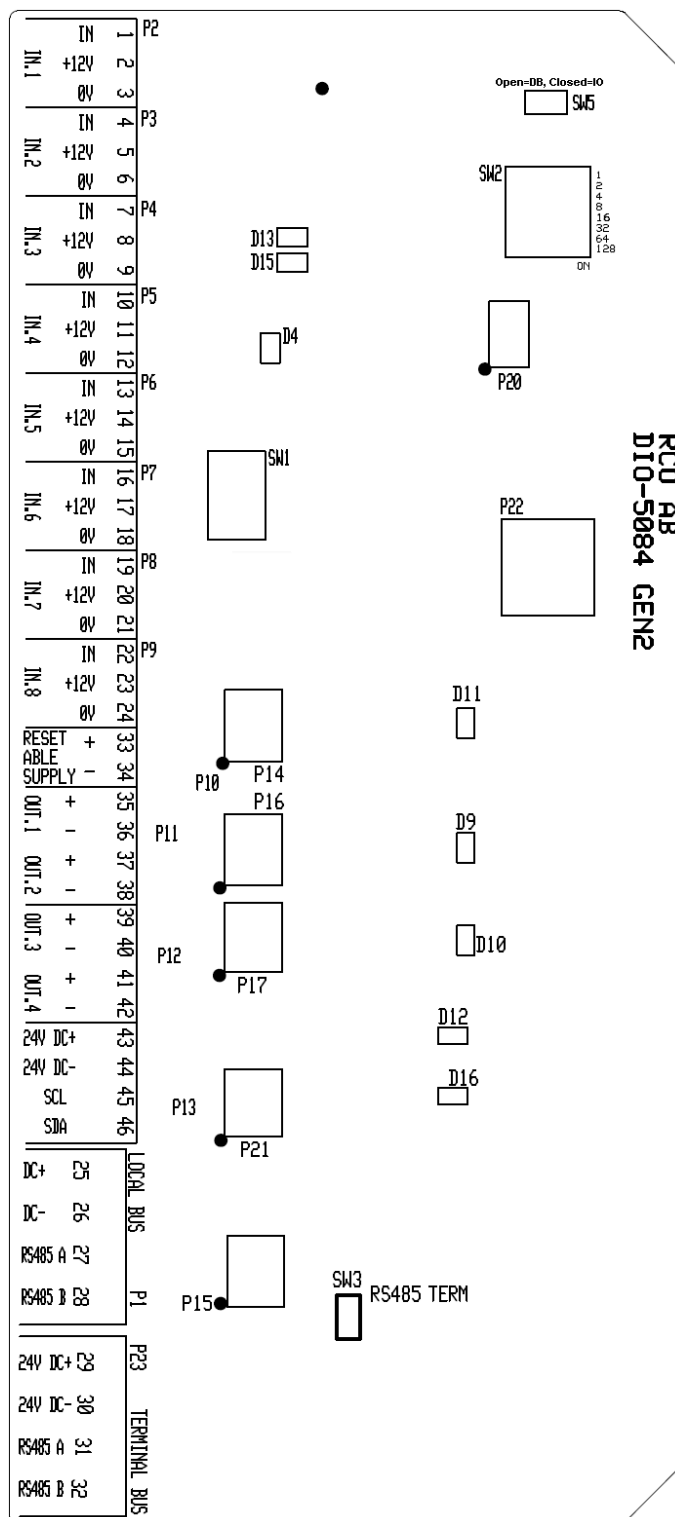 IN 1 P2
IN.1 +12V 2
0V 3
IN 4 P3
IN.2 +12V 5
0V 6
IN 7 P4
IN.3 +12V 8
0V 9
IN 10 P5
IN.4 +12V 11
0V 12
IN 13 P6
IN.5 +12V 14
0V 15
IN 16 P7
IN.6 +12V 17
0V 18
IN 19 P8
IN.7 +12V 20
0V 21
IN 22 P9
IN.8 +12V 23
0V 24
RESET + 33
ABLE
SUPPLY - 34
OUT.1 + 35
- 36
OUT.2 + 37
- 38
OUT.3 + 39
- 40
OUT.4 + 41
- 42
24V DC+ 43
24V DC- 44
SCL 45
SDA 46
DC+ 25
DC- 26
RS485 A 27
RS485 B 28
LOCAL BUS
P1
24V DC+ 29
24V DC- 30
RS485 A 31
RS485 B 32
P23
TERMINAL BUS
Open=DB, Closed=IO
SW5
SW2
1
2
4
8
16
32
64
128
ON
D13
D15
D4
P20
SW1
P22
RCO AB
DIO-5084 GEN2
D11
P10
P14
P16
P11
D9
P12
P17
D10
D12
D16
P13
P21
P15
SW3
RS485 TERM